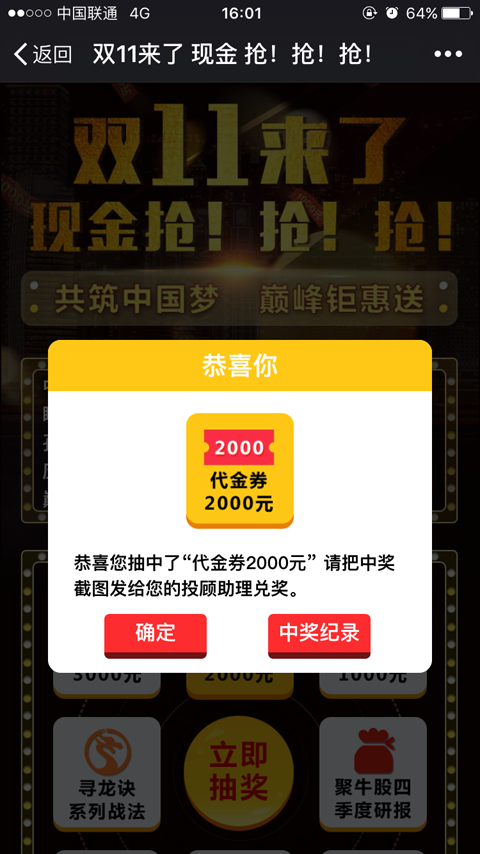 中国联通 4G 16:01 64%
返回 双11来了 现金 抢！抢！抢！
双11来了
现金抢！抢！抢！
共筑中国梦 巅峰钜惠送
恭喜你
2000
代金券
2000元
恭喜您抽中了“代金券2000元” 请把中奖
截图发给您的投顾助理兑奖。
确定 中奖纪录
3000元 2000元 1000元
寻龙诀
系列战法
立即
抽奖
聚牛股四
季度研报